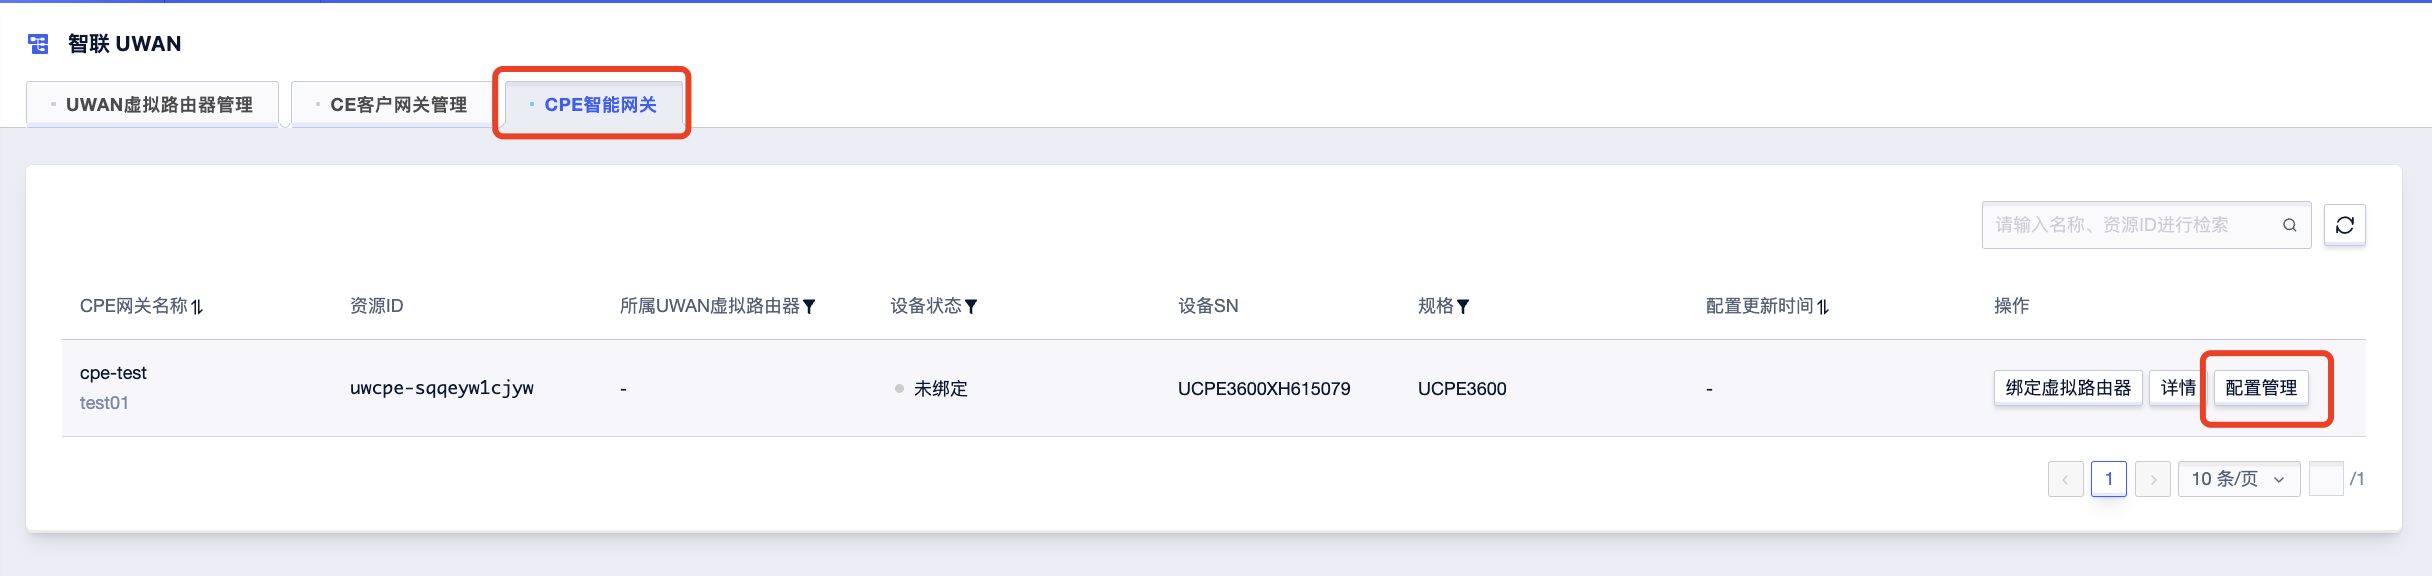 智联 UWAN
UWAN虚拟路由器管理 CE客户网关管理 CPE智能网关
请输入名称、资源ID进行检索
CPE网关名称 资源ID 所属UWAN虚拟路由器 设备状态 设备SN 规格 配置更新时间 操作
cpe-test
test01
uwcpe-sqqeyw1cjyw - 未绑定 UCPE3600XH615079 UCPE3600 - 绑定虚拟路由器 详情 配置管理
1 10 条/页 /1